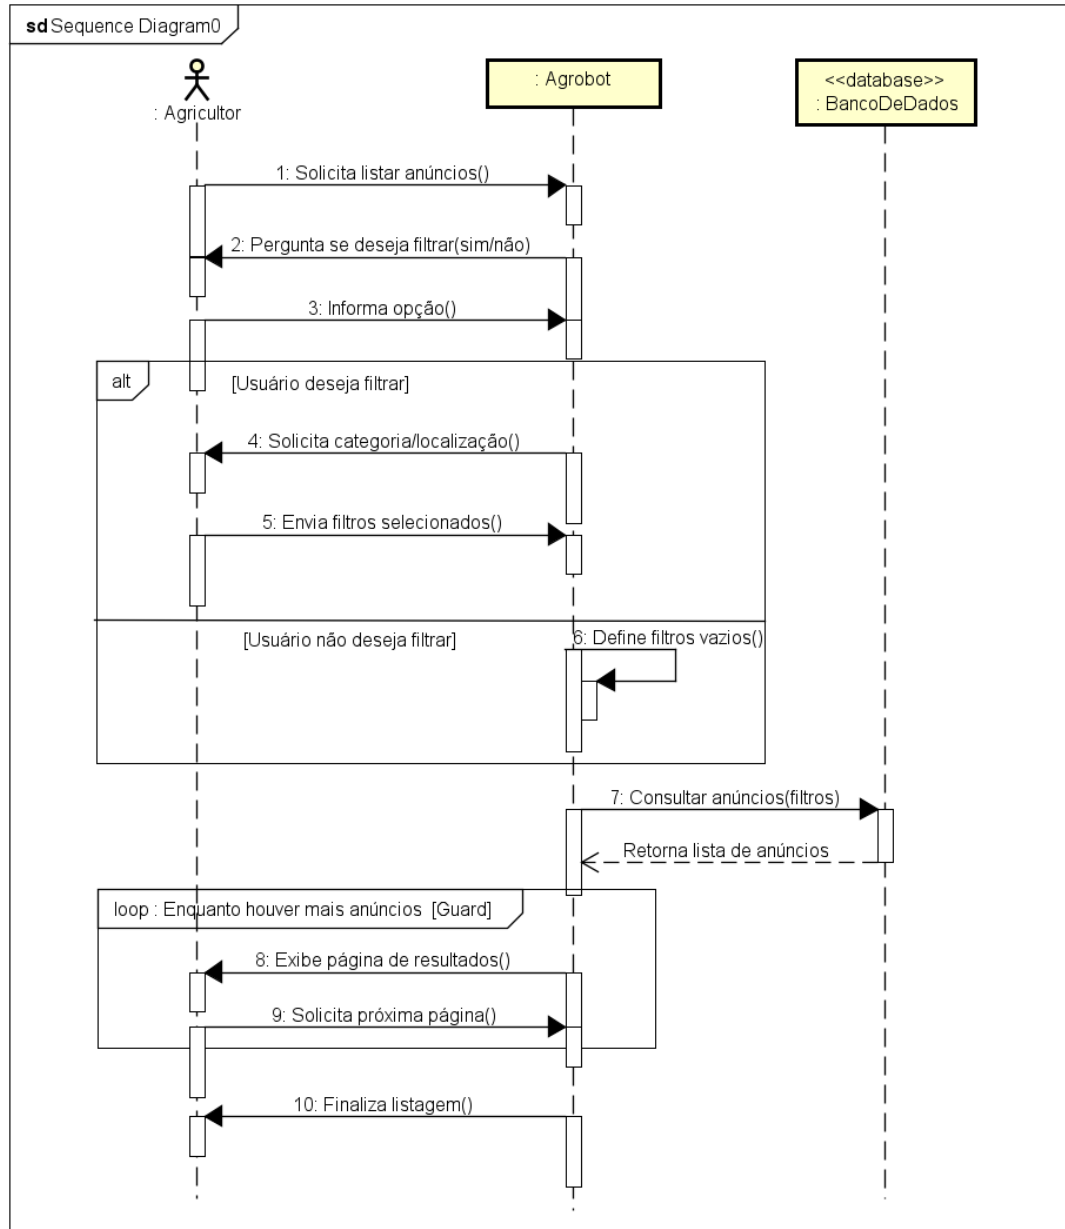 sd Sequence Diagram0
: Agricultor
: Agrobot
<<database>>
: BancoDeDados
1: Solicita listar anúncios()
2: Pergunta se deseja filtrar(sim/não)
3: Informa opção()
alt
[Usuário deseja filtrar]
4: Solicita categoria/localização()
5: Envia filtros selecionados()
[Usuário não deseja filtrar]
6: Define filtros vazios()
7: Consultar anúncios(filtros)
Retorna lista de anúncios
loop : Enquanto houver mais anúncios [Guard]
8: Exibe página de resultados()
9: Solicita próxima página()
10: Finaliza listagem()